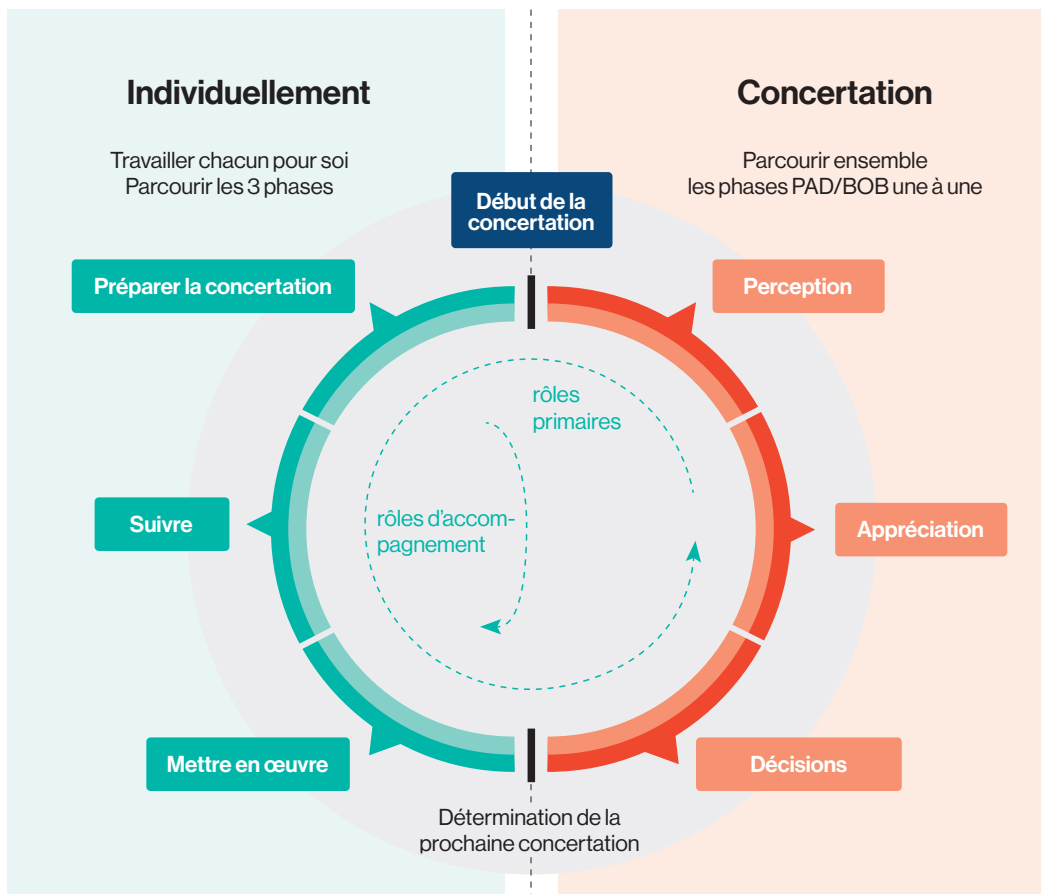 Individuellement
Travailler chacun pour soi
Parcourir les 3 phases
Concertation
Parcourir ensemble
les phases PAD/BOB une à une
Début de la
concertation
Préparer la concertation
Perception
rôles
primaires
Suivre
rôles d’accom-
pagnement
Appréciation
Mettre en œuvre
Décisions
Détermination de la
prochaine concertation